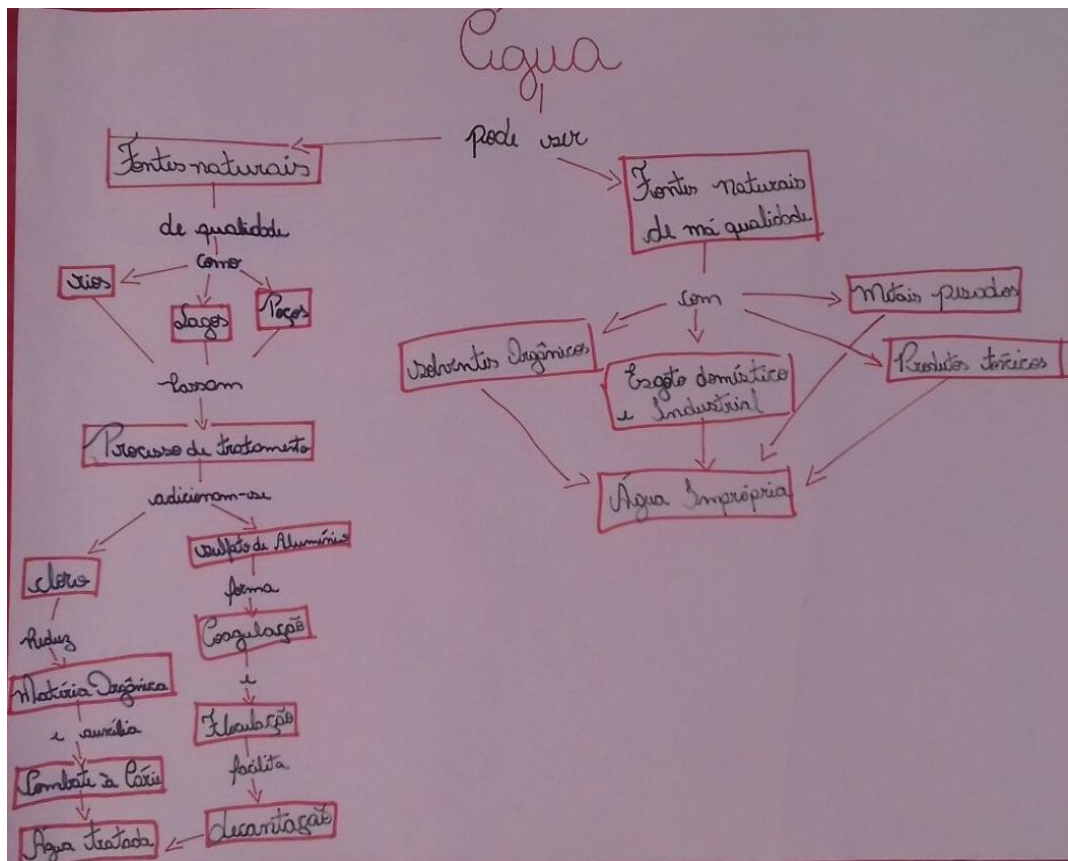 Água
pode ser
Fontes naturais
de qualidade
como
rios
Lagos
Poços
Passam
Processo de tratamento
adicionam-se
cloro
Reduz
Matéria Orgânica
e auxília
Combate à Cárie
Água tratada
sulfato de Alumínio
forma
Coagulação
e
Floculação
facilita
decantação
Fontes naturais
de má qualidade
com
solventes Orgânicos
Esgoto doméstico
e Industrial
Metais pesados
Produtos tóxicos
Água Imprópria